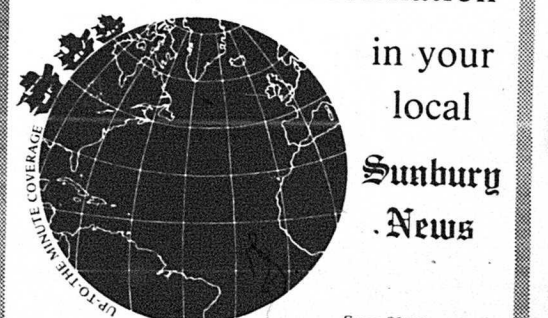 in your
local
Sunbury
News
UP-TO-THE MINUTE COVERAGE